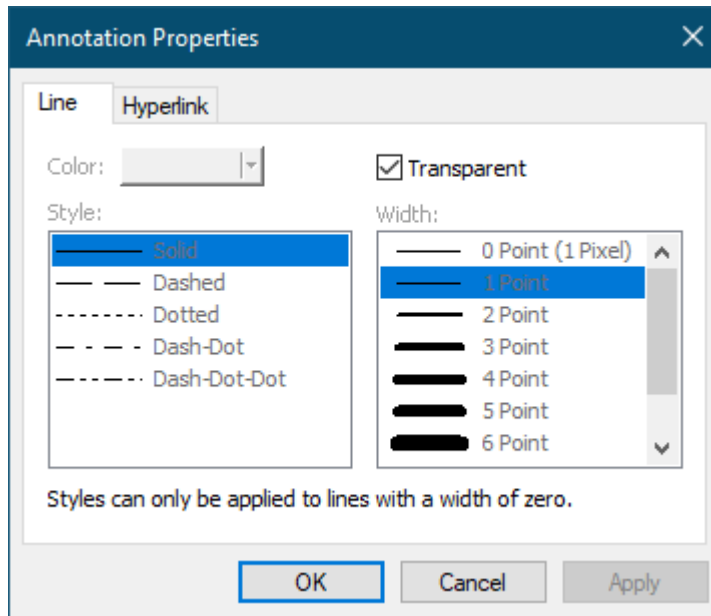 Annotation Properties
Line Hyperlink
Color: Transparent
Style: Width:
Solid
Dashed
Dotted
Dash-Dot
Dash-Dot-Dot
0 Point (1 Pixel)
1 Point
2 Point
3 Point
4 Point
5 Point
6 Point
Styles can only be applied to lines with a width of zero.
OK Cancel Apply